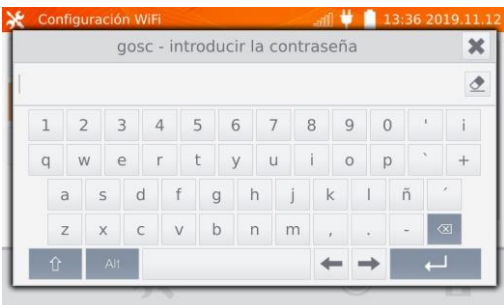 Configuración WiFi 13:36 2019.11.12
gosc - introducir la contraseña
1 2 3 4 5 6 7 8 9 0 ' ¡
q w e r t y u i o p ` +
a s d f g h j k l ñ ´
z x c v b n m , . -
Alt